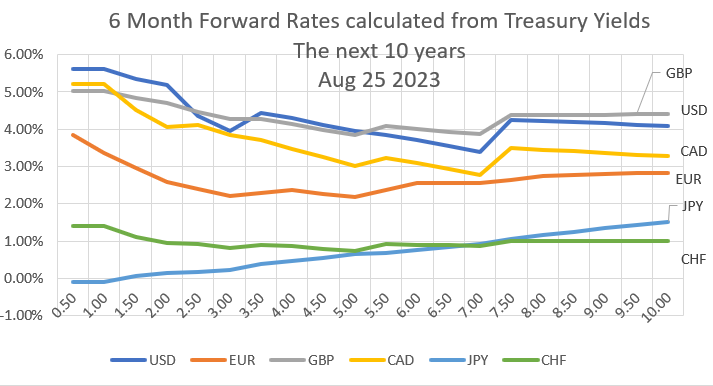 6 Month Forward Rates calculated from Treasury Yields
The next 10 years
Aug 25 2023
6.00%
5.00%
4.00%
3.00%
2.00%
1.00%
0.00%
-1.00%
GBP
USD
CAD
EUR
JPY
CHF
0.50 1.00 1.50 2.00 2.50 3.00 3.50 4.00 4.50 5.00 5.50 6.00 6.50 7.00 7.50 8.00 8.50 9.00 9.50 10.00
USD EUR GBP CAD JPY CHF